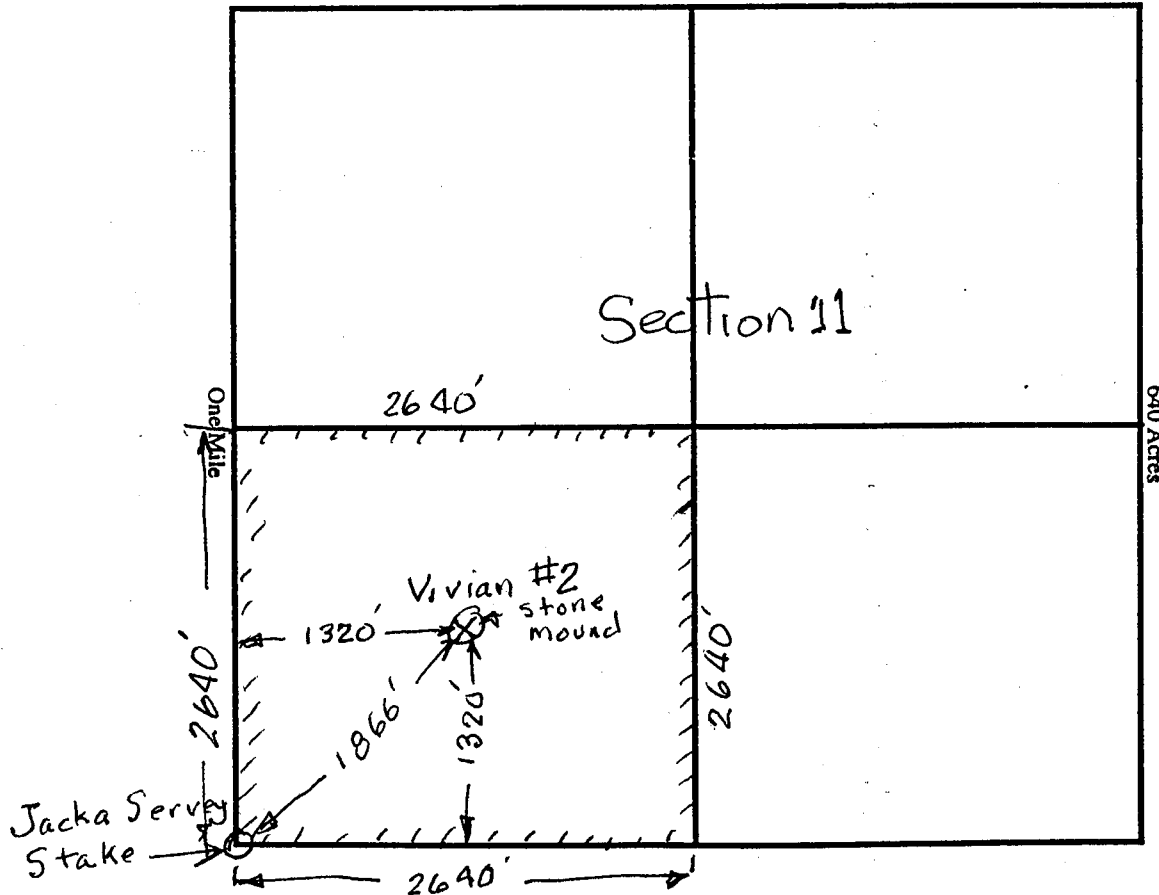 Section 11
2640'
One Mile
640 Acres
Vivian #2
stone
mound
1320'
2640'
1866'
1320'
2640'
Jacka Servey
Stake
2640'